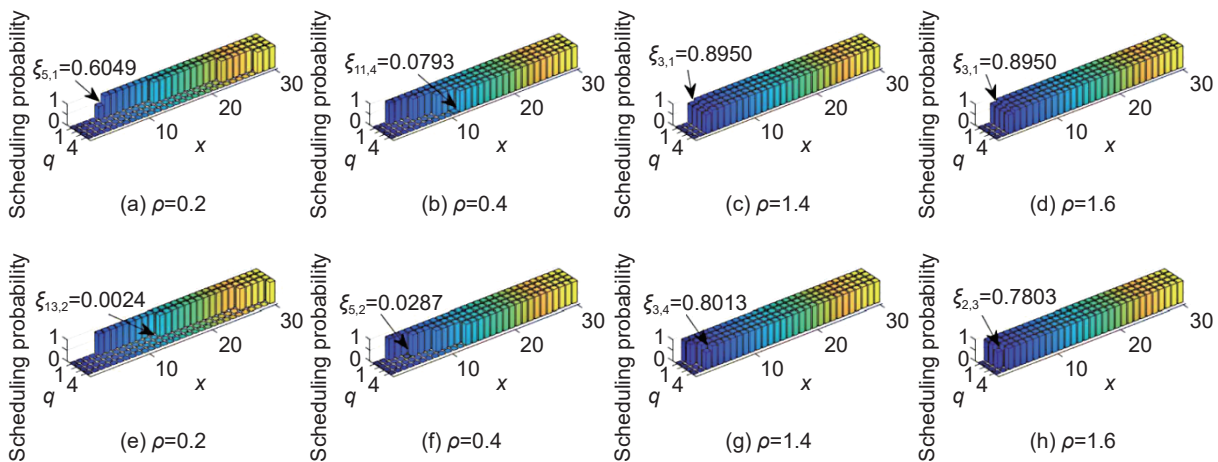 Scheduling probability
ξ5,1=0.6049
1
0
1
4
q
10
20
30
x
(a) ρ=0.2
Scheduling probability
ξ11,4=0.0793
1
0
1
4
q
10
20
30
x
(b) ρ=0.4
Scheduling probability
ξ3,1=0.8950
1
0
1
4
q
10
20
30
x
(c) ρ=1.4
Scheduling probability
ξ3,1=0.8950
1
0
1
4
q
10
20
30
x
(d) ρ=1.6
Scheduling probability
ξ13,2=0.0024
1
0
1
4
q
10
20
30
x
(e) ρ=0.2
Scheduling probability
ξ5,2=0.0287
1
0
1
4
q
10
20
30
x
(f) ρ=0.4
Scheduling probability
ξ3,4=0.8013
1
0
1
4
q
10
20
30
x
(g) ρ=1.4
Scheduling probability
ξ2,3=0.7803
1
0
1
4
q
10
20
30
x
(h) ρ=1.6